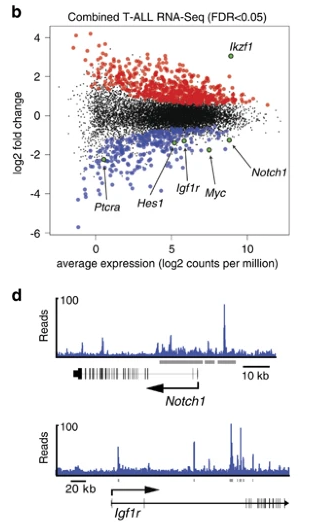 b
Combined T-ALL RNA-Seq (FDR<0.05)
4
2
0
-2
-4
-6
log2 fold change
Ikzf1
Notch1
Myc
Igf1r
Hes1
Ptcra
0
5
10
average expression (log2 counts per million)
d
100
Reads
10 kb
Notch1
100
Reads
20 kb
Igf1r